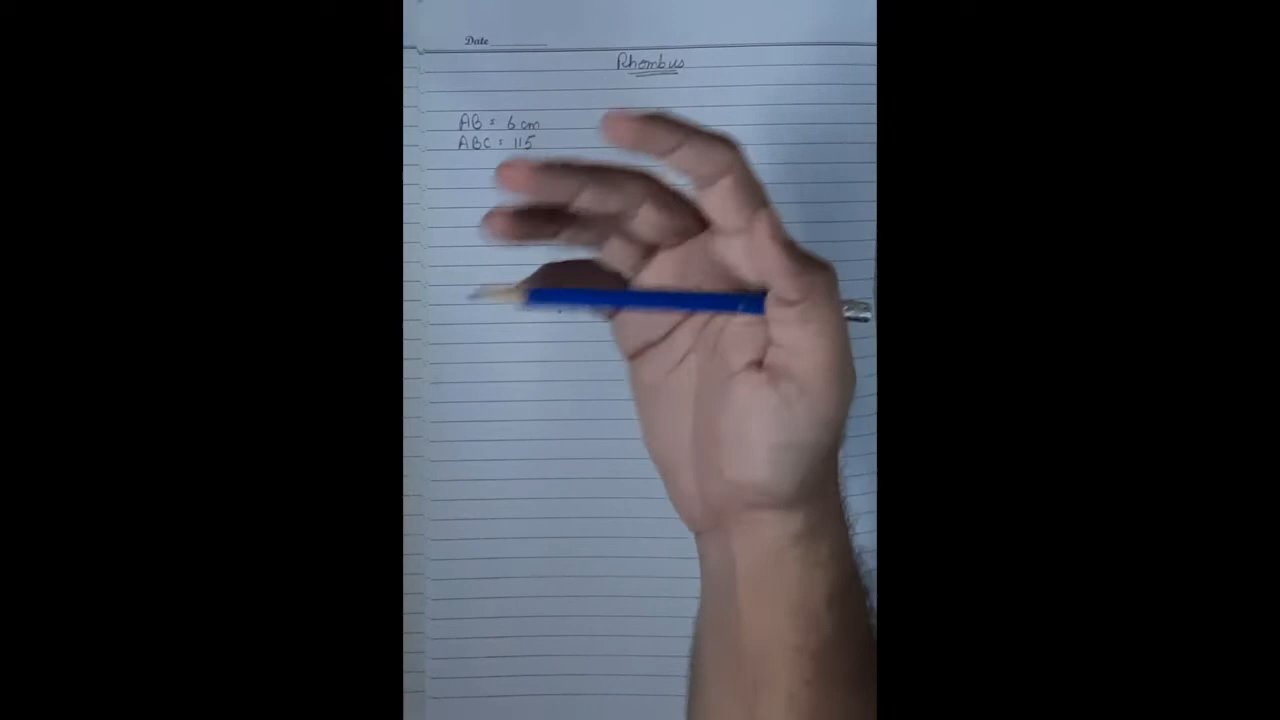 Date
Rhombus
AB = 6 cm
ABC = 115